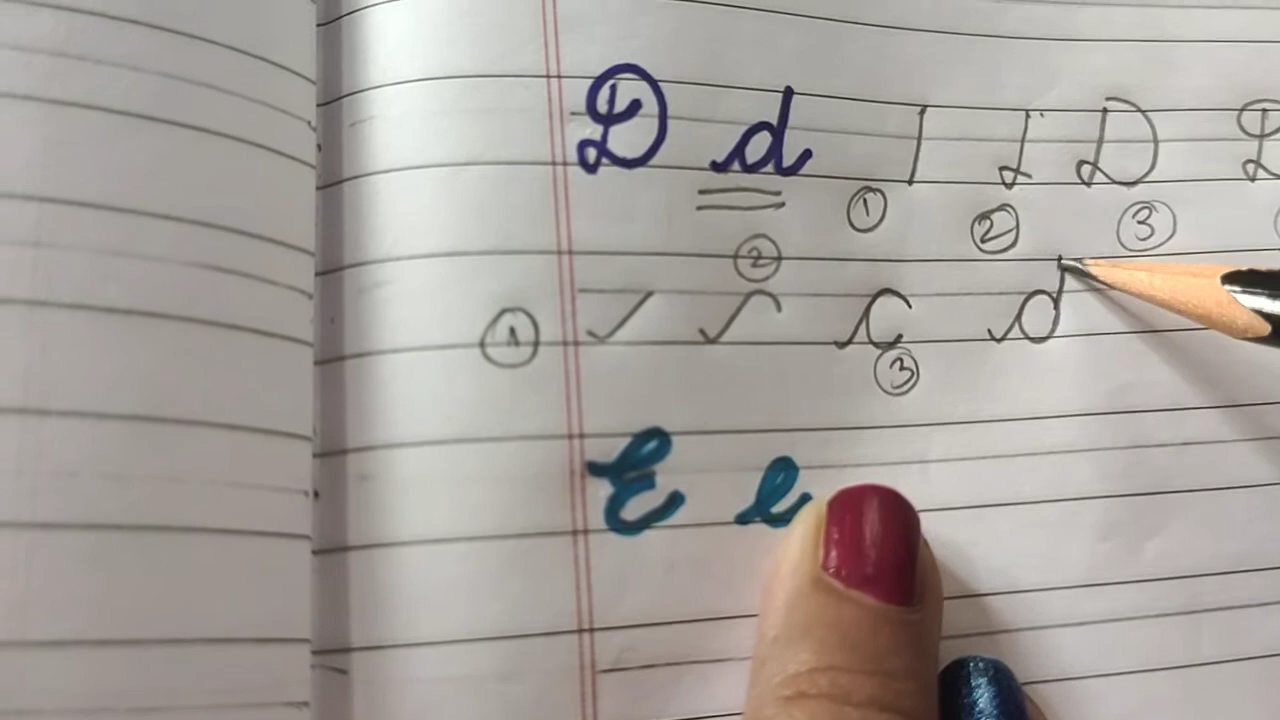 D d | L D D
① ② ③
②
① ✓ d
③
E e